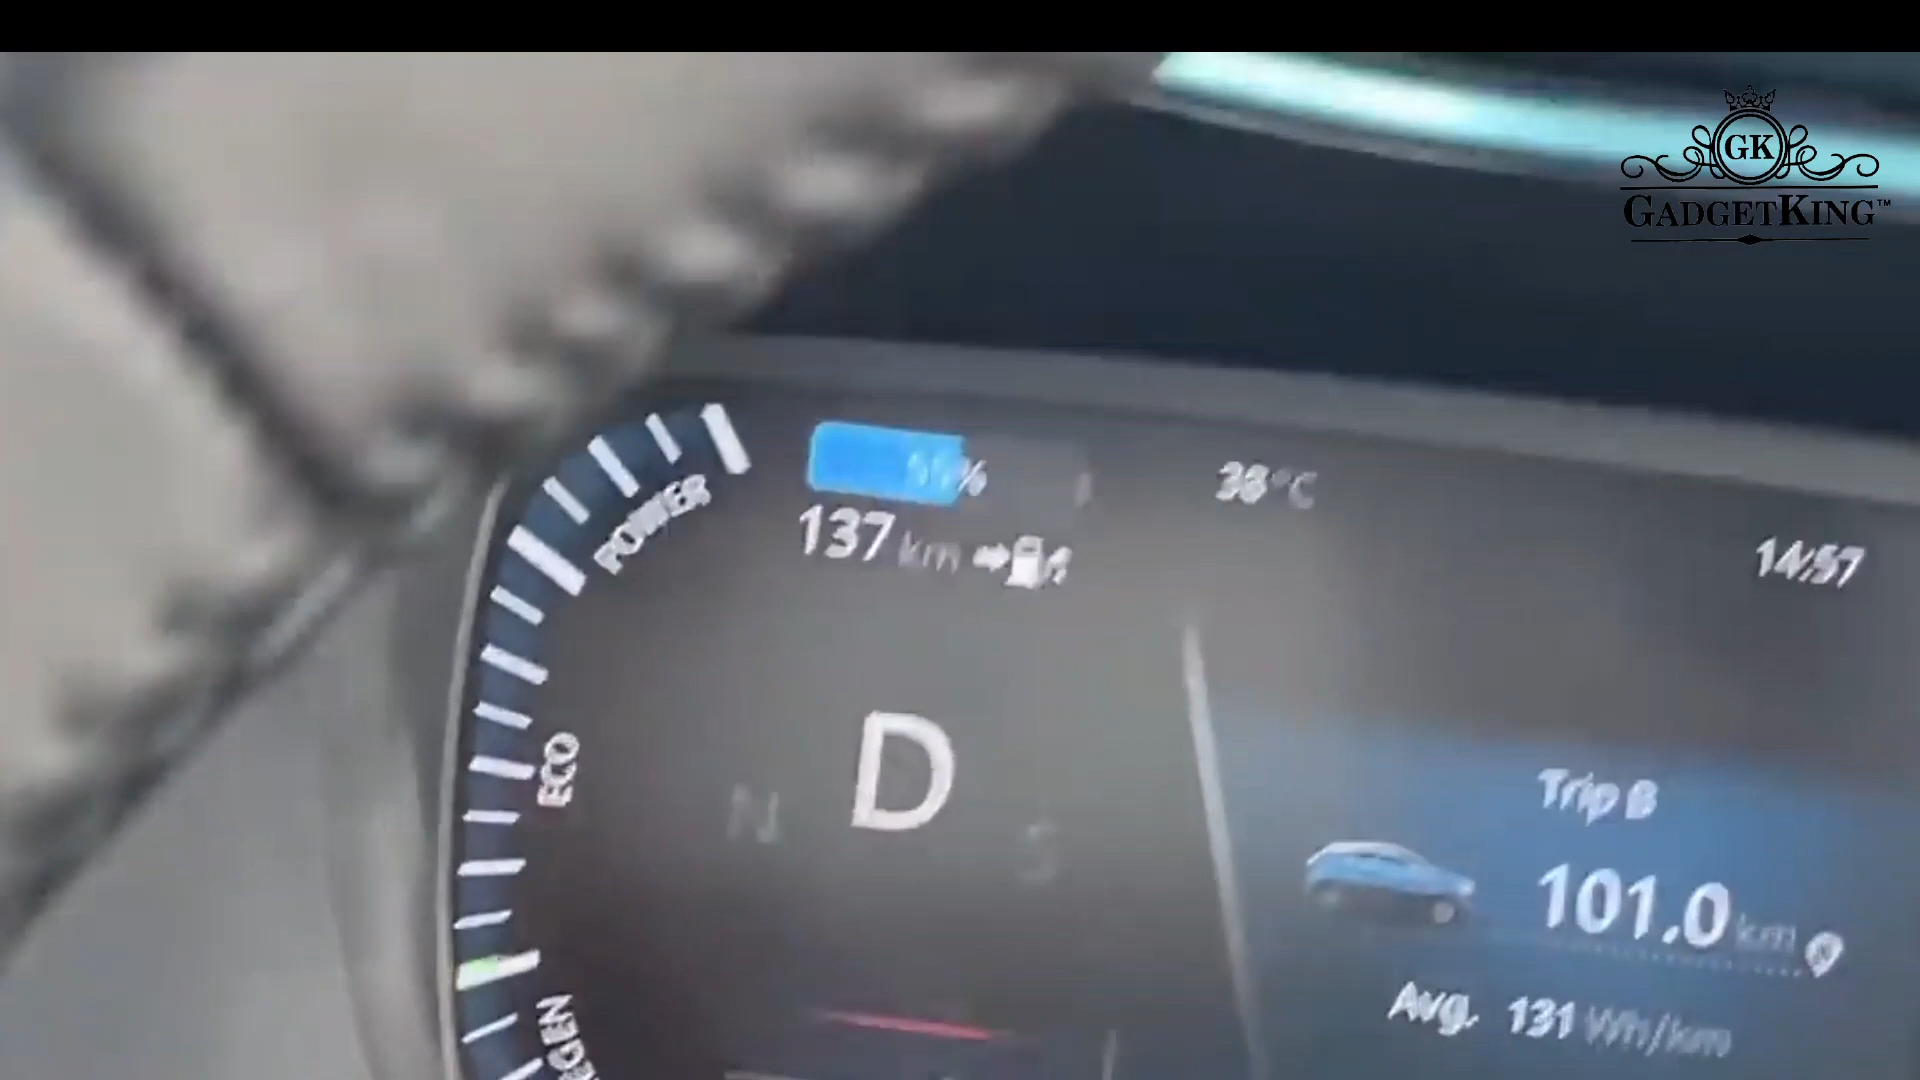 GK
GADGETKING™
38°C
137 km
14:57
POWER
D
N
S
ECO
Trip B
101.0 km
Avg. 131 Wh/km